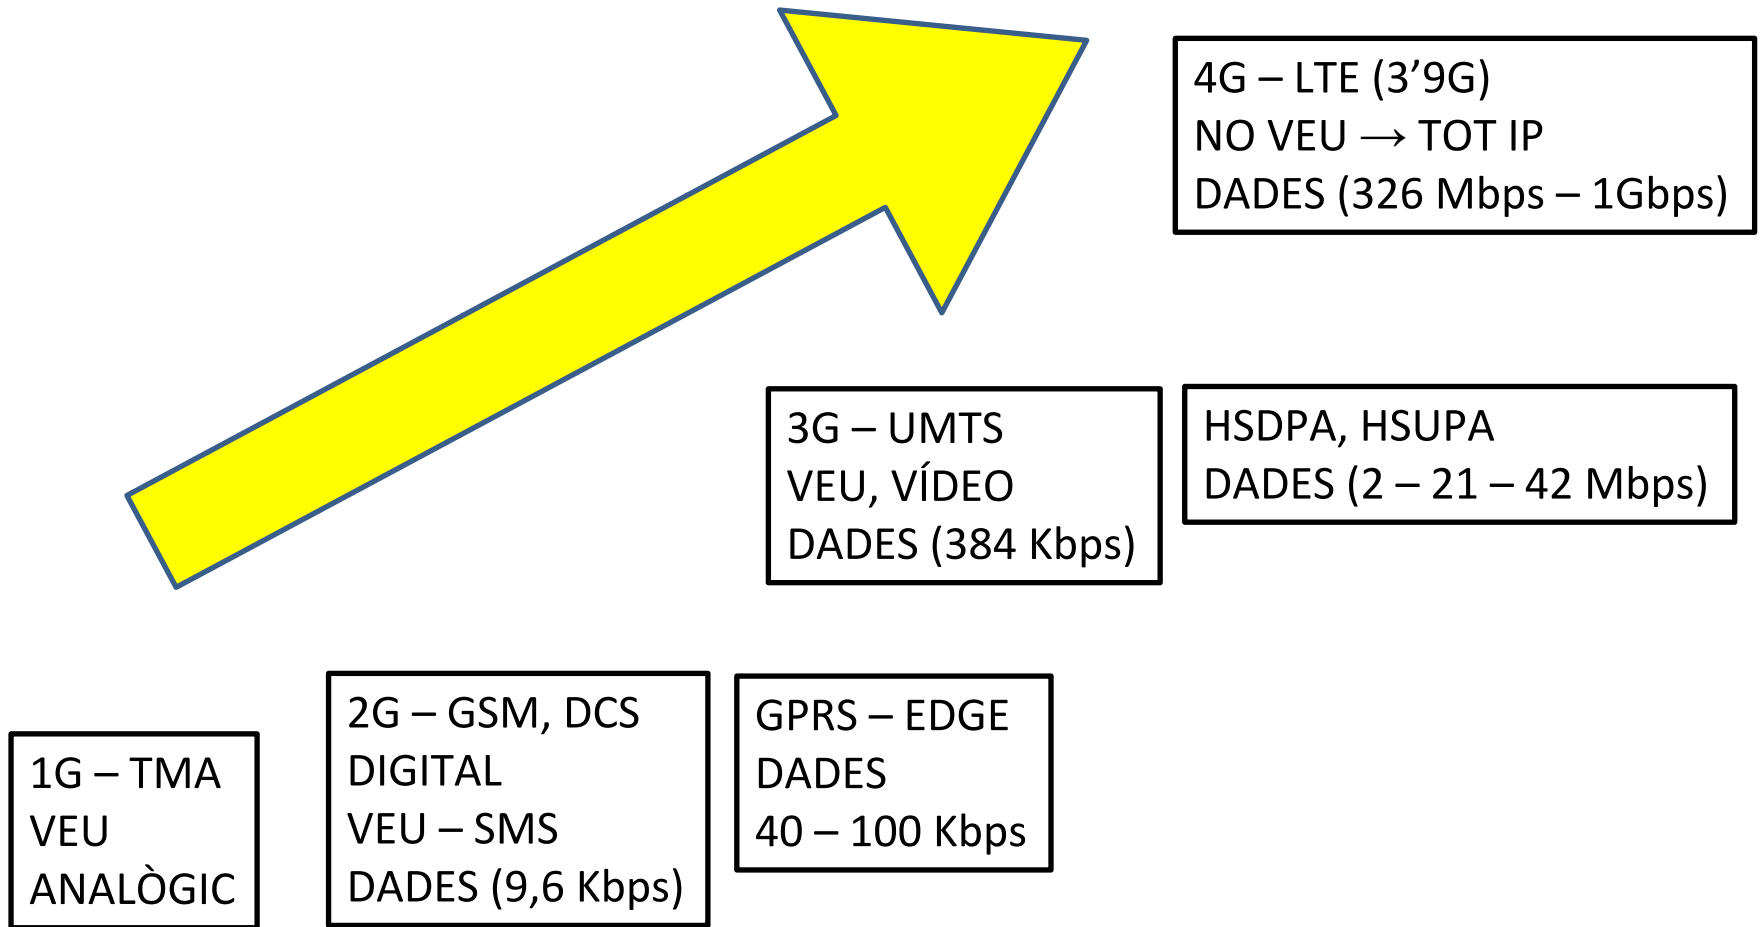 4G – LTE (3’9G)
NO VEU → TOT IP
DADES (326 Mbps – 1Gbps)
3G – UMTS
VEU, VÍDEO
DADES (384 Kbps)
HSDPA, HSUPA
DADES (2 – 21 – 42 Mbps)
1G – TMA
VEU
ANALÒGIC
2G – GSM, DCS
DIGITAL
VEU – SMS
DADES (9,6 Kbps)
GPRS – EDGE
DADES
40 – 100 Kbps